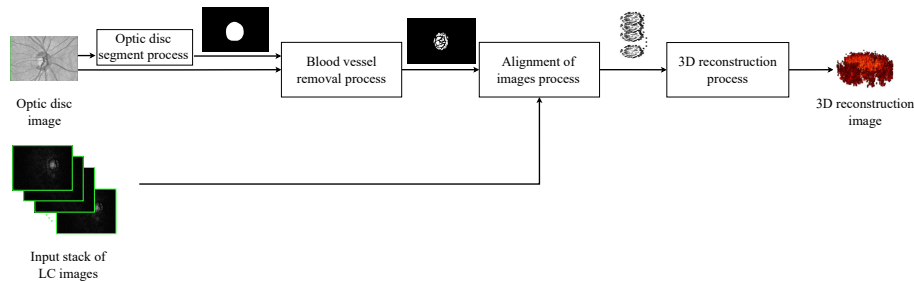 Optic disc
segment process
Blood vessel
removal process
Alignment of
images process
3D reconstruction
process
Optic disc
image
3D reconstruction
image
Input stack of
LC images